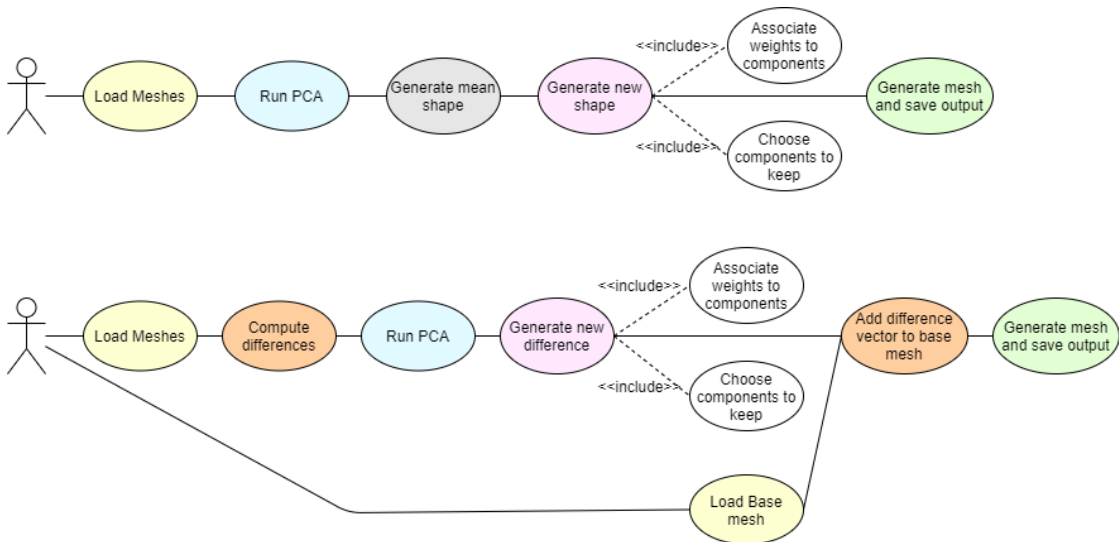 Associate
weights to
components
<<include>>
Load Meshes
Run PCA
Generate mean
shape
Generate new
shape
Generate mesh
and save output
<<include>>
Choose
components to
keep
Associate
weights to
components
<<include>>
Load Meshes
Compute
differences
Run PCA
Generate new
difference
Add difference
vector to base
mesh
Generate mesh
and save output
<<include>>
Choose
components to
keep
Load Base
mesh